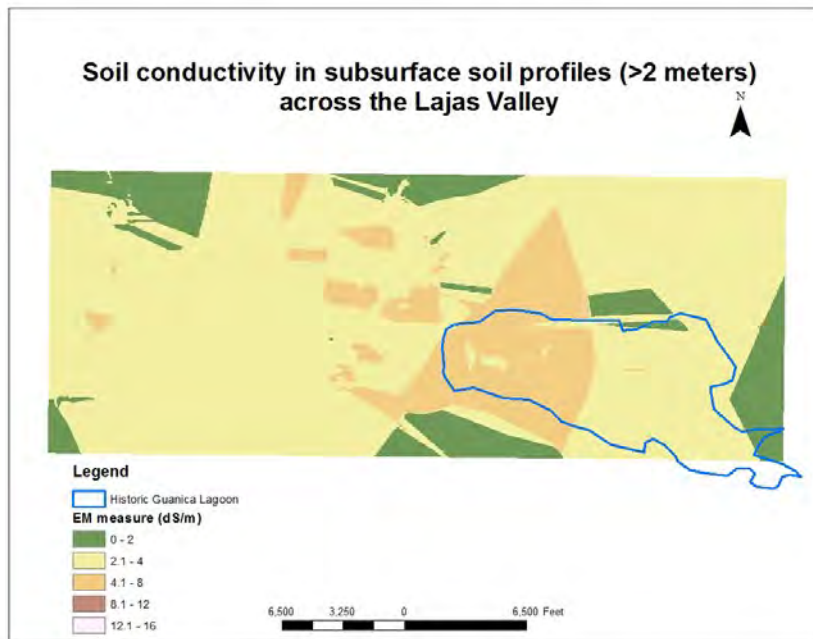 Soil conductivity in subsurface soil profiles (>2 meters)
across the Lajas Valley
N
Legend
Historic Guanica Lagoon
EM measure (dS/m)
0 - 2
2.1 - 4
4.1 - 8
8.1 - 12
12.1 - 16
6,500 3,250 0 6,500 Feet